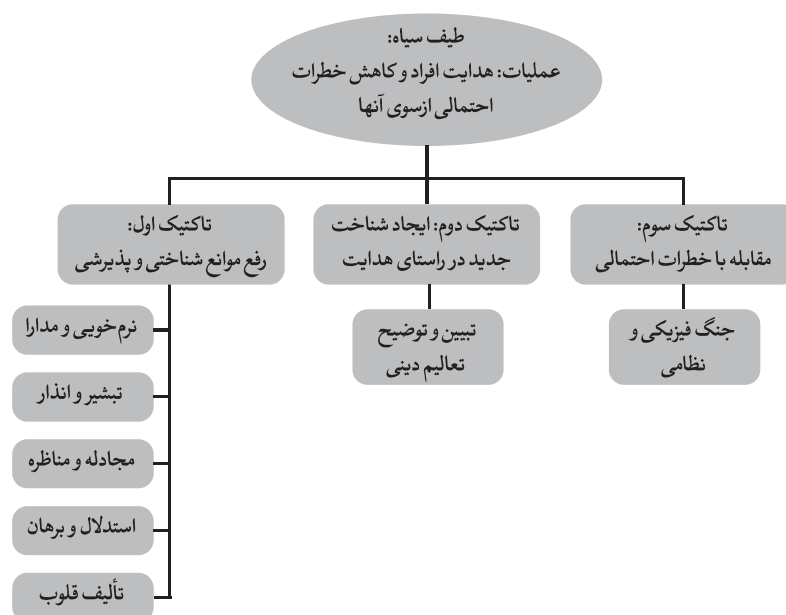 طیف سیاه:
عملیات: هدایت افراد و کاهش خطرات
احتمالی ازسوی آنها
تاکتیک سوم:
مقابله با خطرات احتمالی
جنگ فیزیکی و
نظامی
تاکتیک دوم: ایجاد شناخت
جدید در راستای هدایت
تبیین و توضیح
تعالیم دینی
تاکتیک اول:
رفع موانع شناختی و پذیرشی
نرم‌خویی و مدارا
تبشیر و انذار
مجادله و مناظره
استدلال و برهان
تألیف قلوب